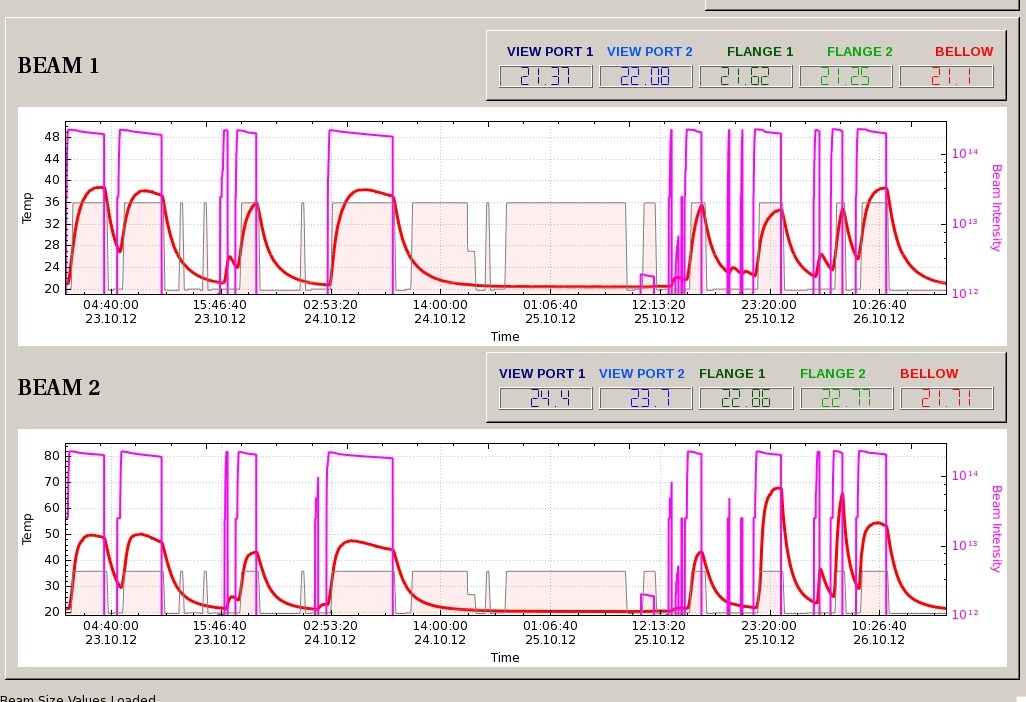 BEAM 1
VIEW PORT 1 VIEW PORT 2 FLANGE 1 FLANGE 2 BELLOW
21.37 22.08 21.62 21.25 21.1
48
44
40
36
32
28
24
20
Temp
10¹⁴
10¹³
10¹²
Beam Intensity
04:40:00 15:46:40 02:53:20 14:00:00 01:06:40 12:13:20 23:20:00 10:26:40
23.10.12 23.10.12 24.10.12 24.10.12 25.10.12 25.10.12 25.10.12 26.10.12
Time
BEAM 2
VIEW PORT 1 VIEW PORT 2 FLANGE 1 FLANGE 2 BELLOW
24.4 23.7 22.86 22.77 21.71
80
70
60
50
40
30
20
Temp
10¹⁴
10¹³
10¹²
Beam Intensity
04:40:00 15:46:40 02:53:20 14:00:00 01:06:40 12:13:20 23:20:00 10:26:40
23.10.12 23.10.12 24.10.12 24.10.12 25.10.12 25.10.12 25.10.12 26.10.12
Time
Beam Size Values Loaded